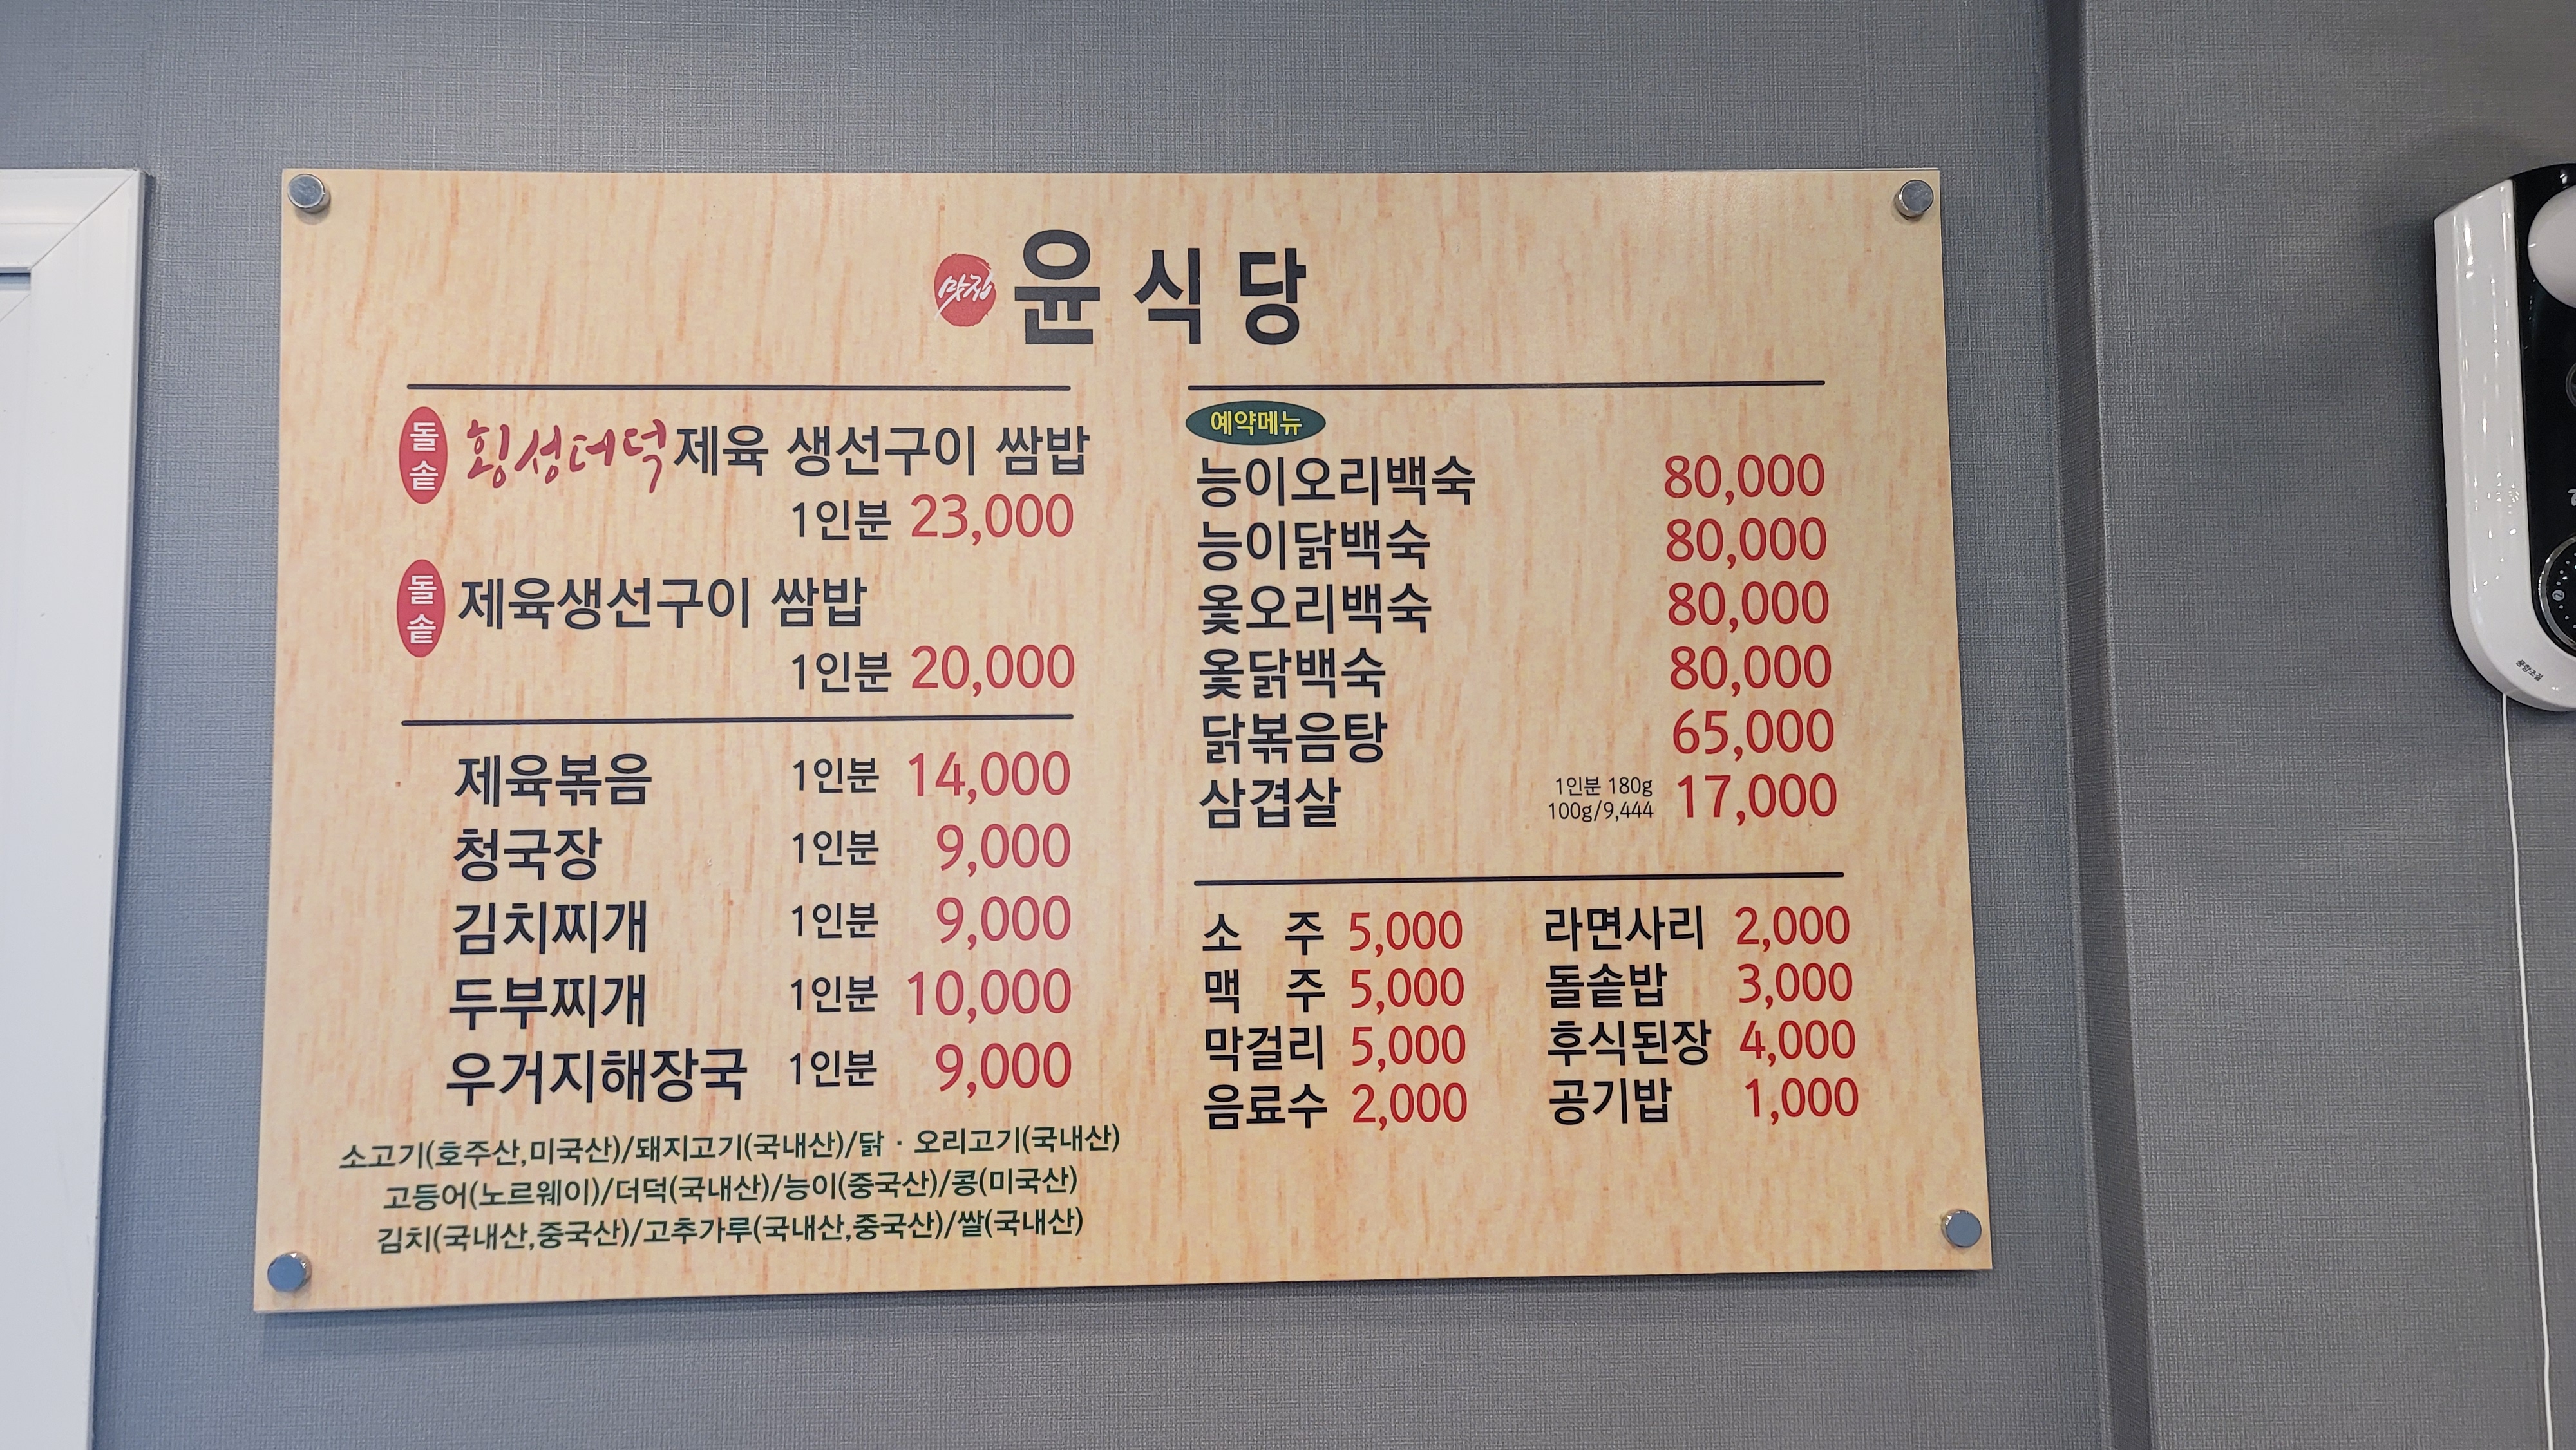 맛집 윤식당
돌솥 횡성더덕제육 생선구이 쌈밥
1인분 23,000
돌솥 제육생선구이 쌈밥
1인분 20,000
제육볶음 1인분 14,000
청국장 1인분 9,000
김치찌개 1인분 9,000
두부찌개 1인분 10,000
우거지해장국 1인분 9,000
소고기(호주산,미국산)/돼지고기(국내산)/닭 · 오리고기(국내산)
고등어(노르웨이)/더덕(국내산)/능이(중국산)/콩(미국산)
김치(국내산,중국산)/고추가루(국내산,중국산)/쌀(국내산)
예약메뉴
능이오리백숙 80,000
능이닭백숙 80,000
옻오리백숙 80,000
옻닭백숙 80,000
닭볶음탕 65,000
삼겹살 1인분 180g 100g/9,444 17,000
소 주 5,000 라면사리 2,000
맥 주 5,000 돌솥밥 3,000
막걸리 5,000 후식된장 4,000
음료수 2,000 공기밥 1,000
풍향조절